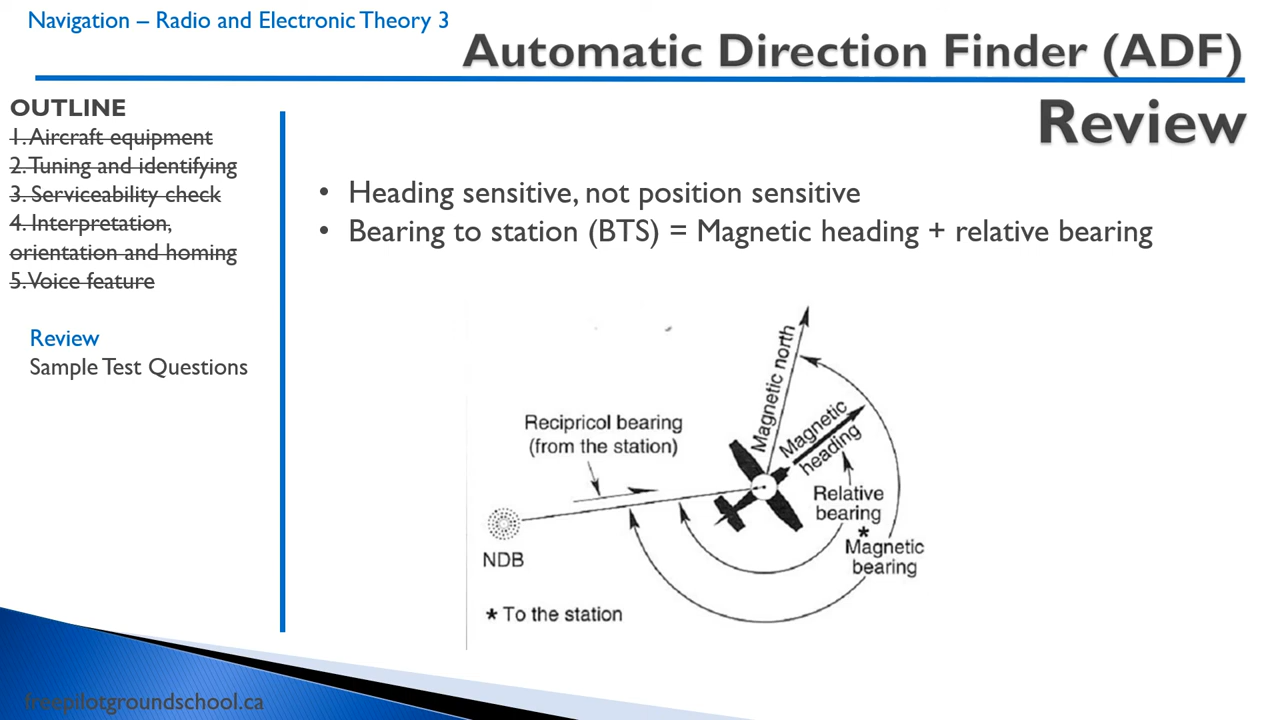 Navigation – Radio and Electronic Theory 3
Automatic Direction Finder (ADF)
Review
OUTLINE
1. Aircraft equipment
2. Tuning and identifying
3. Serviceability check
4. Interpretation,
orientation and homing
5. Voice feature
Review
Sample Test Questions
• Heading sensitive, not position sensitive
• Bearing to station (BTS) = Magnetic heading + relative bearing
Magnetic north
Magnetic
heading
Recipricol bearing
(from the station)
Relative
bearing
*
Magnetic
bearing
NDB
* To the station
freepilotgroundschool.ca